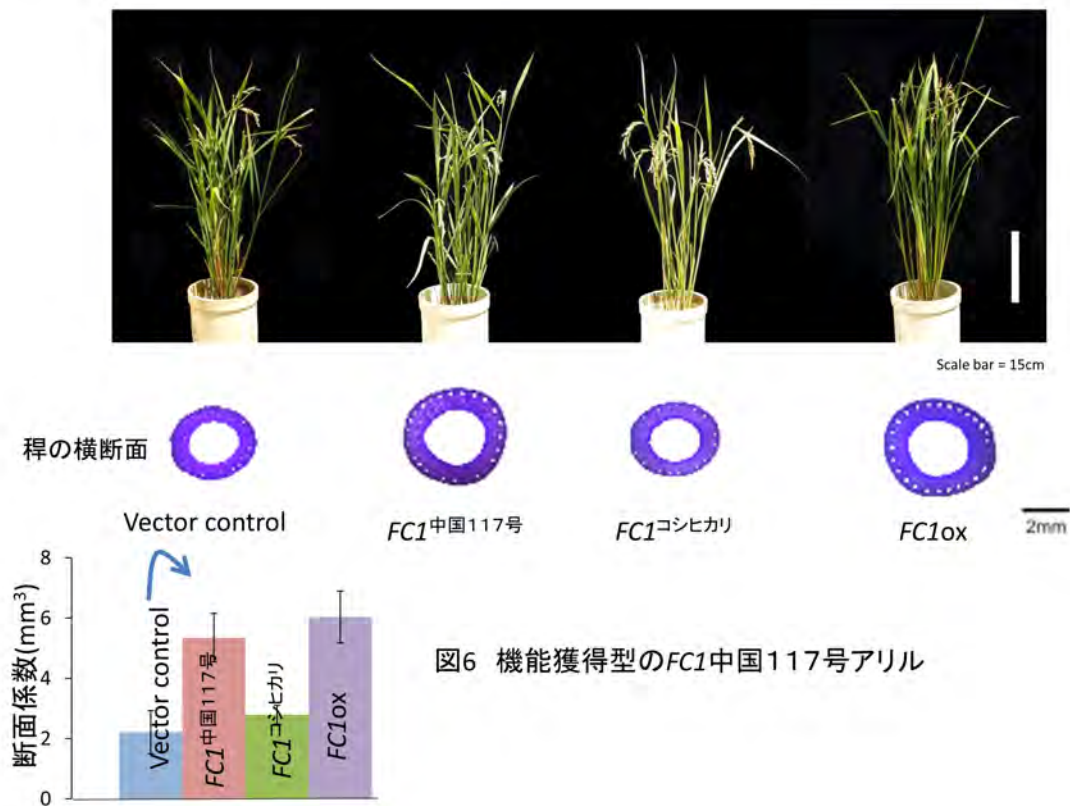 Scale bar = 15cm
稈の横断面
Vector control
FC1中国117号
FC1コシヒカリ
FC1ox
2mm
断面係数(mm³)
8
6
4
2
0
Vector control
FC1中国117号
FC1コシヒカリ
FC1ox
図6 機能獲得型のFC1中国117号アリル